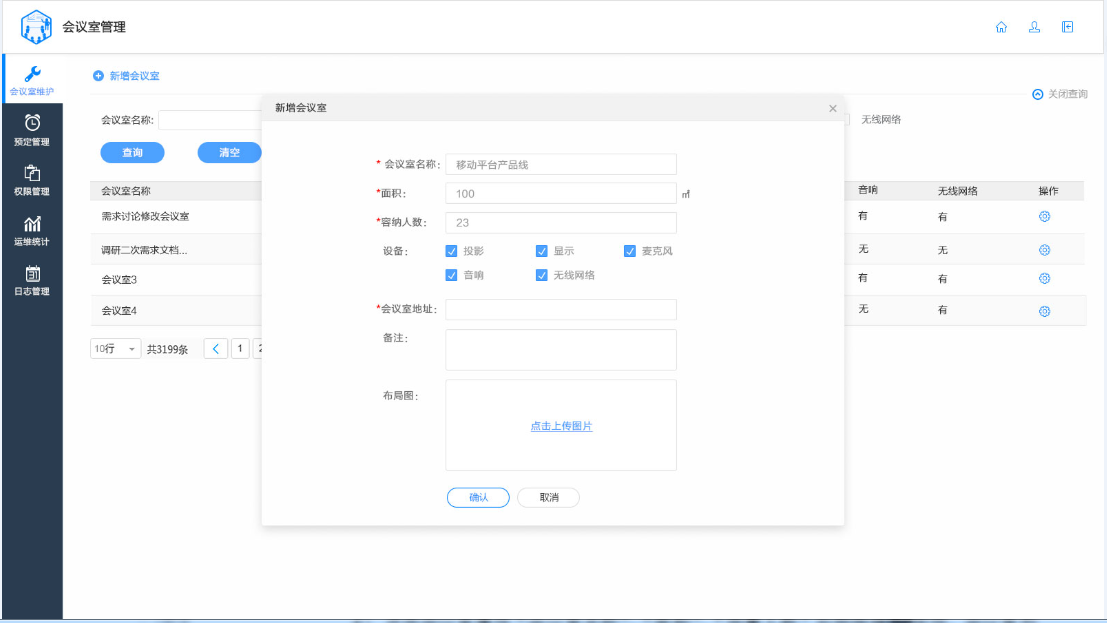 会议室管理
会议室维护
预定管理
权限管理
运维统计
日志管理
新增会议室
关闭查询
会议室名称:
无线网络
查询
清空
会议室名称
音响
无线网络
操作
需求讨论修改会议室
有
有
调研二次需求文档...
无
无
会议室3
有
有
会议室4
无
有
10行
共3199条
1
2
新增会议室
* 会议室名称:
移动平台产品线
*面积:
100
㎡
*容纳人数:
23
设备:
投影
显示
麦克风
音响
无线网络
*会议室地址:
备注:
布局图:
点击上传图片
确认
取消